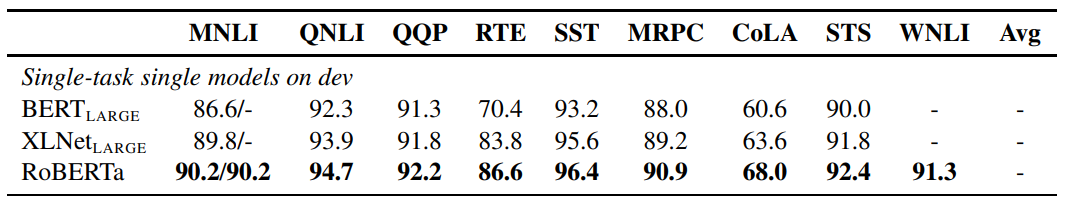 MNLI QNLI QQP RTE SST MRPC CoLA STS WNLI Avg
Single-task single models on dev
BERTLARGE 86.6/- 92.3 91.3 70.4 93.2 88.0 60.6 90.0 - -
XLNetLARGE 89.8/- 93.9 91.8 83.8 95.6 89.2 63.6 91.8 - -
RoBERTa 90.2/90.2 94.7 92.2 86.6 96.4 90.9 68.0 92.4 91.3 -